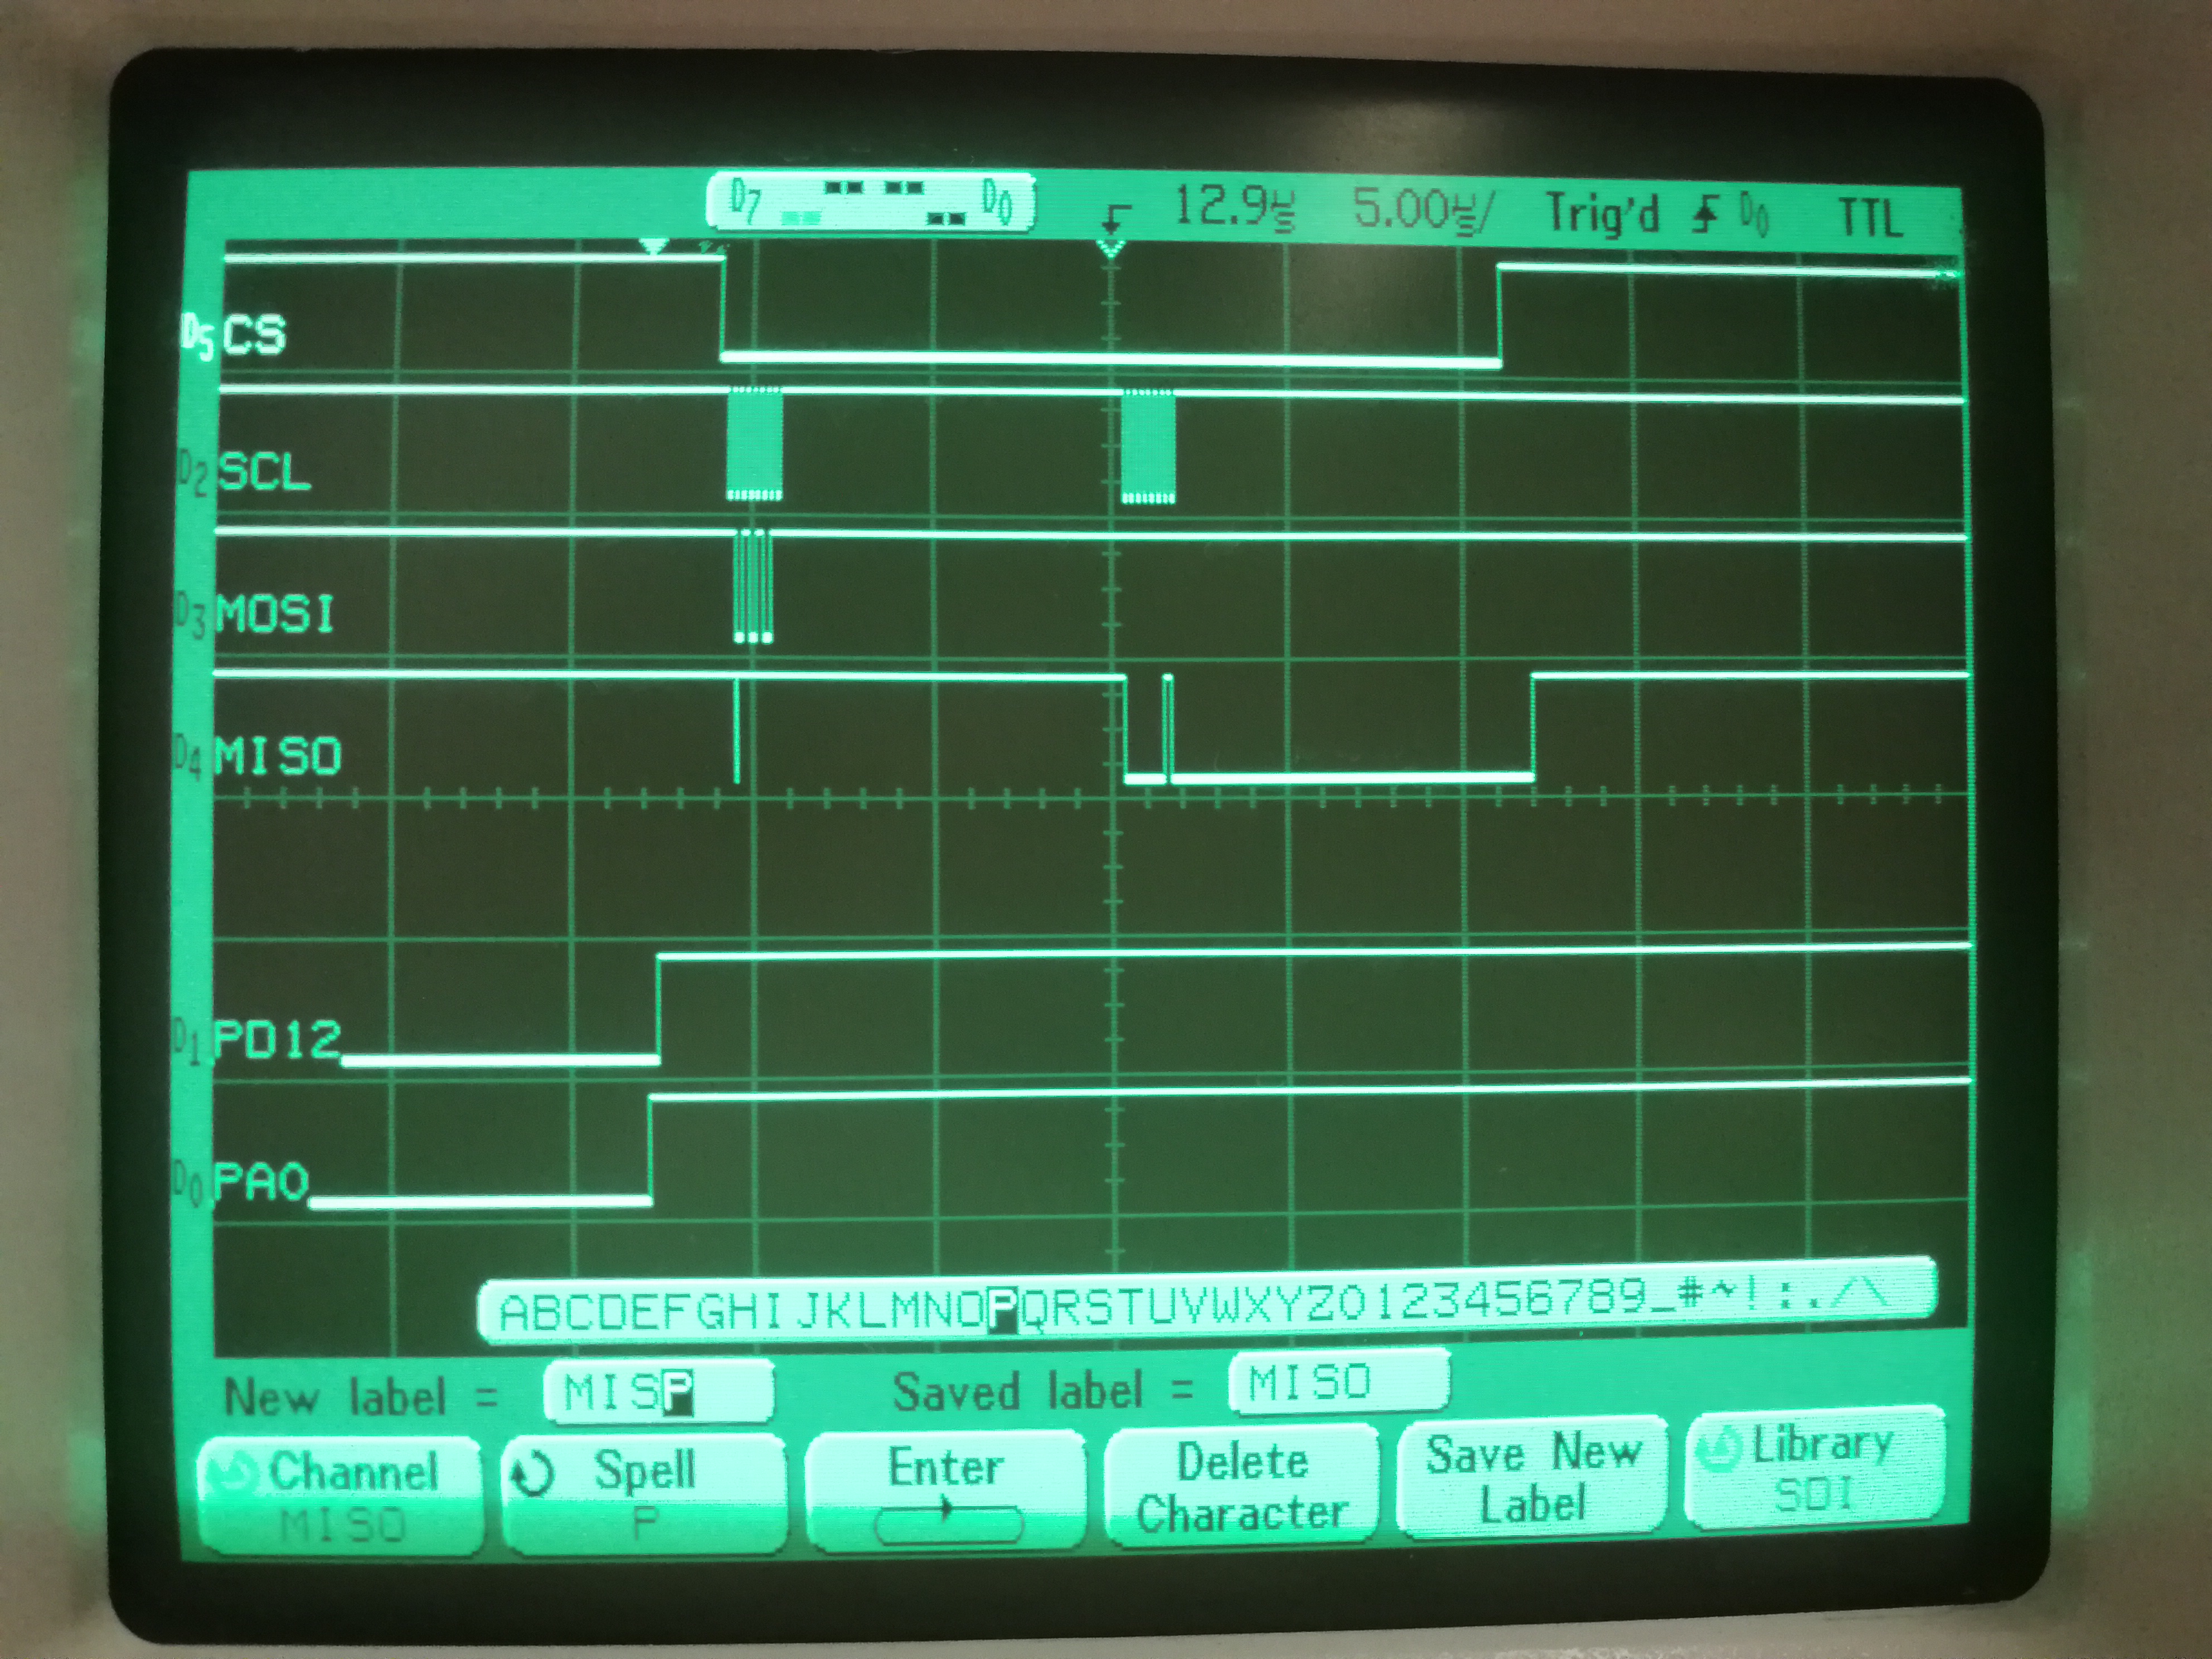 D7 D0 12.9µs 5.00µs/ Trig'd D0 TTL
D5 CS
D2 SCL
D3 MOSI
D4 MISO
D1 PD12
D0 PA0
ABCDEFGHIJKLMNOPQRSTUVWXYZ0123456789_#~!:./\
New label = MISP Saved label = MISO
Channel Spell Enter Delete Save New Library
MISO P Character Label SDI